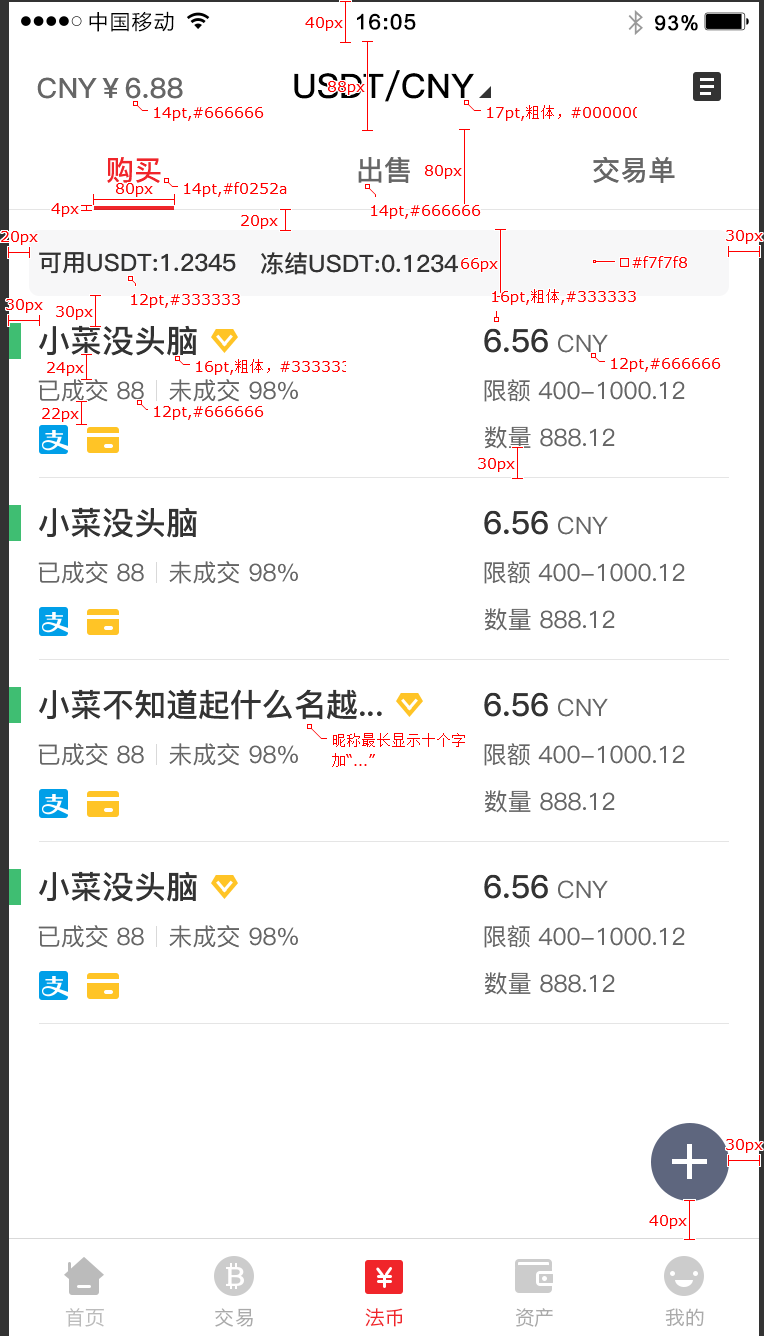 中国移动 40px 16:05 93%
CNY ¥ 6.88 USDT/CNY
88px
14pt,#666666 17pt,粗体，#000000
购买 出售 交易单
80px
80px 14pt,#f0252a
4px 20px 14pt,#666666
20px 30px
可用USDT:1.2345 冻结USDT:0.1234 66px #f7f7f8
12pt,#333333 16pt,粗体,#333333
30px 30px
小菜没头脑 6.56 CNY
24px 16pt,粗体，#333333 12pt,#666666
已成交 88 未成交 98% 限额 400-1000.12
22px 12pt,#666666
支 数量 888.12
30px
小菜没头脑 6.56 CNY
已成交 88 未成交 98% 限额 400-1000.12
支 数量 888.12
小菜不知道起什么名越... 6.56 CNY
昵称最长显示十个字
加“...”
已成交 88 未成交 98% 限额 400-1000.12
支 数量 888.12
小菜没头脑 6.56 CNY
已成交 88 未成交 98% 限额 400-1000.12
支 数量 888.12
30px
40px
首页 交易 法币 资产 我的